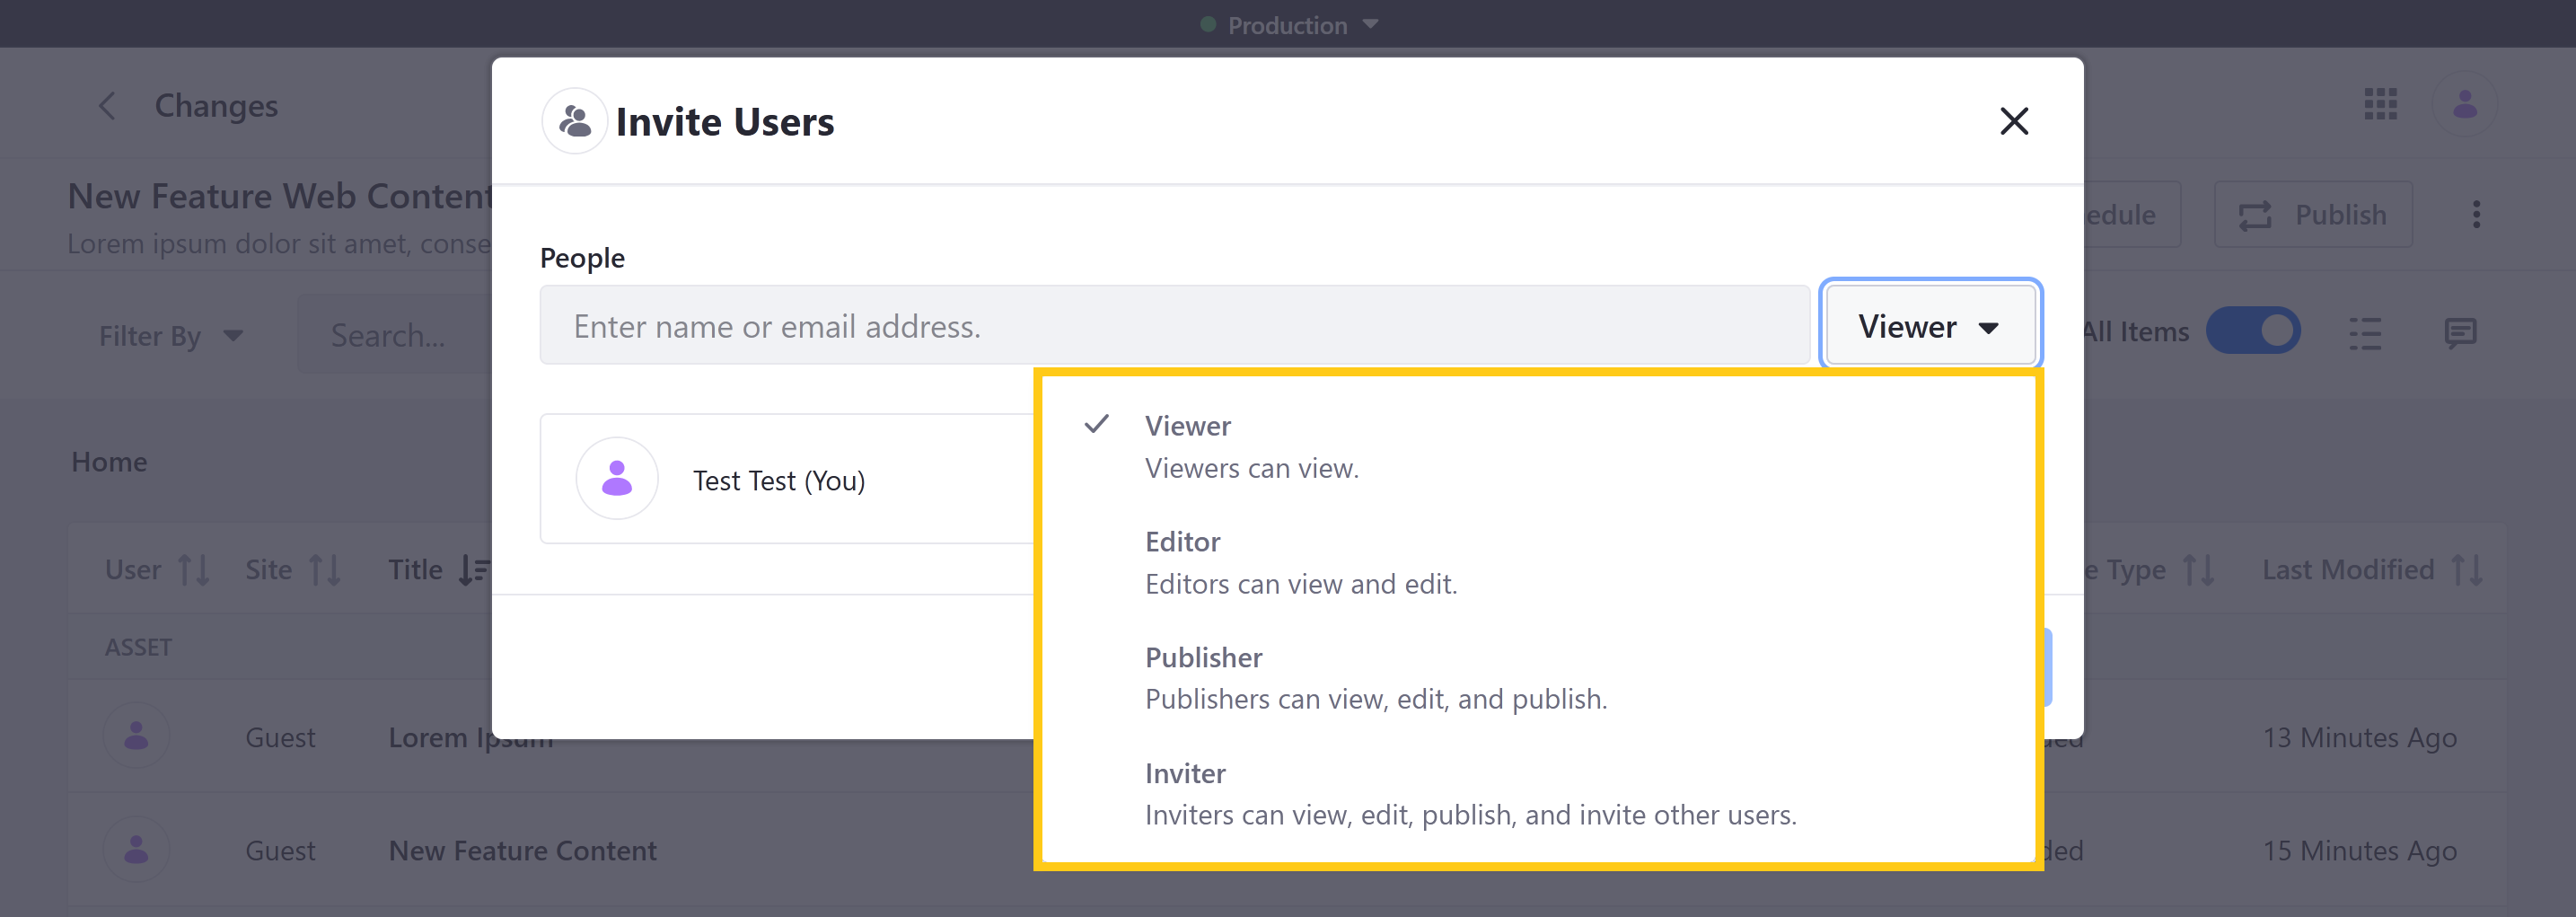 Production
Changes
Invite Users
New Feature Web Content
Lorem ipsum dolor sit amet, conse
edule
Publish
People
Enter name or email address.
Viewer
Filter By
Search...
All Items
Viewer
Viewers can view.
Home
Test Test (You)
Editor
Editors can view and edit.
User
Site
Title
e Type
Last Modified
ASSET
Publisher
Publishers can view, edit, and publish.
Guest
Lorem Ipsum
ded
13 Minutes Ago
Inviter
Inviters can view, edit, publish, and invite other users.
Guest
New Feature Content
ded
15 Minutes Ago